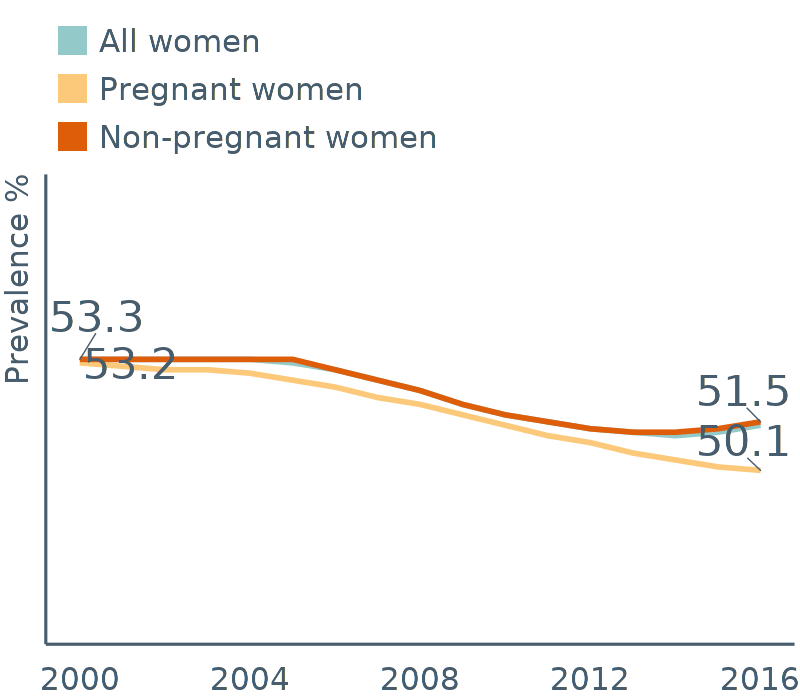 All women
Pregnant women
Non-pregnant women
Prevalence %
53.3
53.2
51.5
50.1
2000 2004 2008 2012 2016